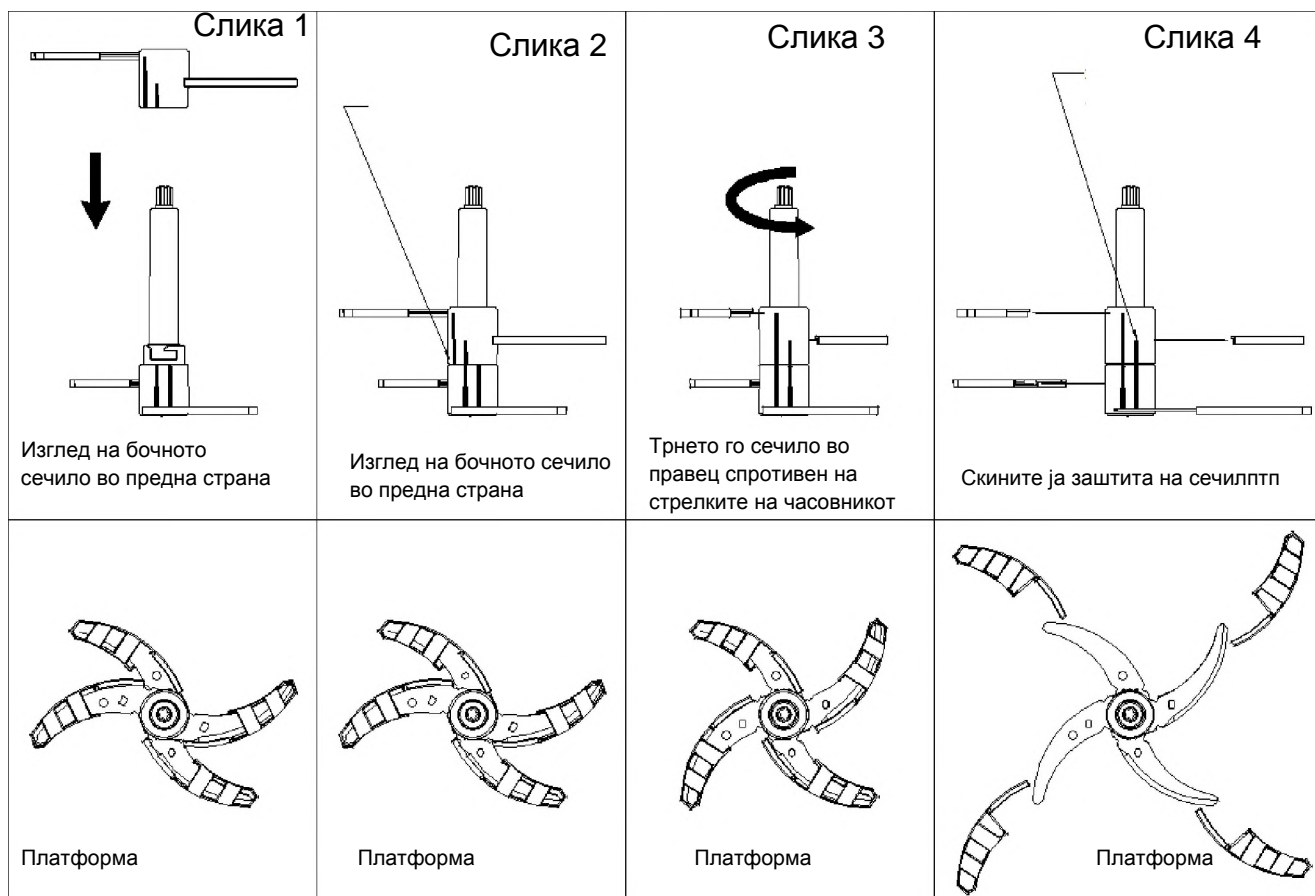 Слика 1
Слика 2
Слика 3
Слика 4
Изглед на бочното
сечило во предна страна
Изглед на бочното сечило
во предна страна
Трнето го сечило во
правец спротивен на
стрелките на часовникот
Скините ја заштита на сечилптп
Платформа
Платформа
Платформа
Платформа